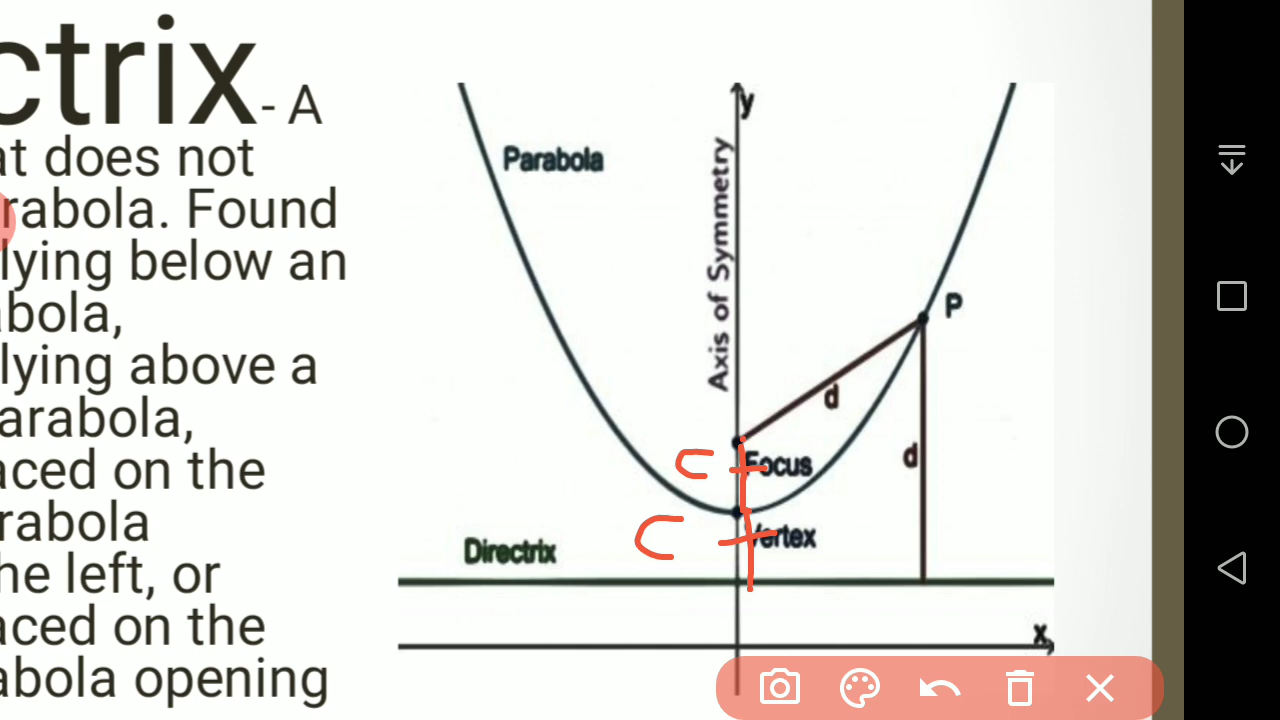 ctrix - A
at does not
rabola. Found
lying below an
abola,
lying above a
arabola,
aced on the
rabola
he left, or
aced on the
abola opening
y
Parabola
Axis of Symmetry
P
d
d
C
Focus
C
Vertex
Directrix
x